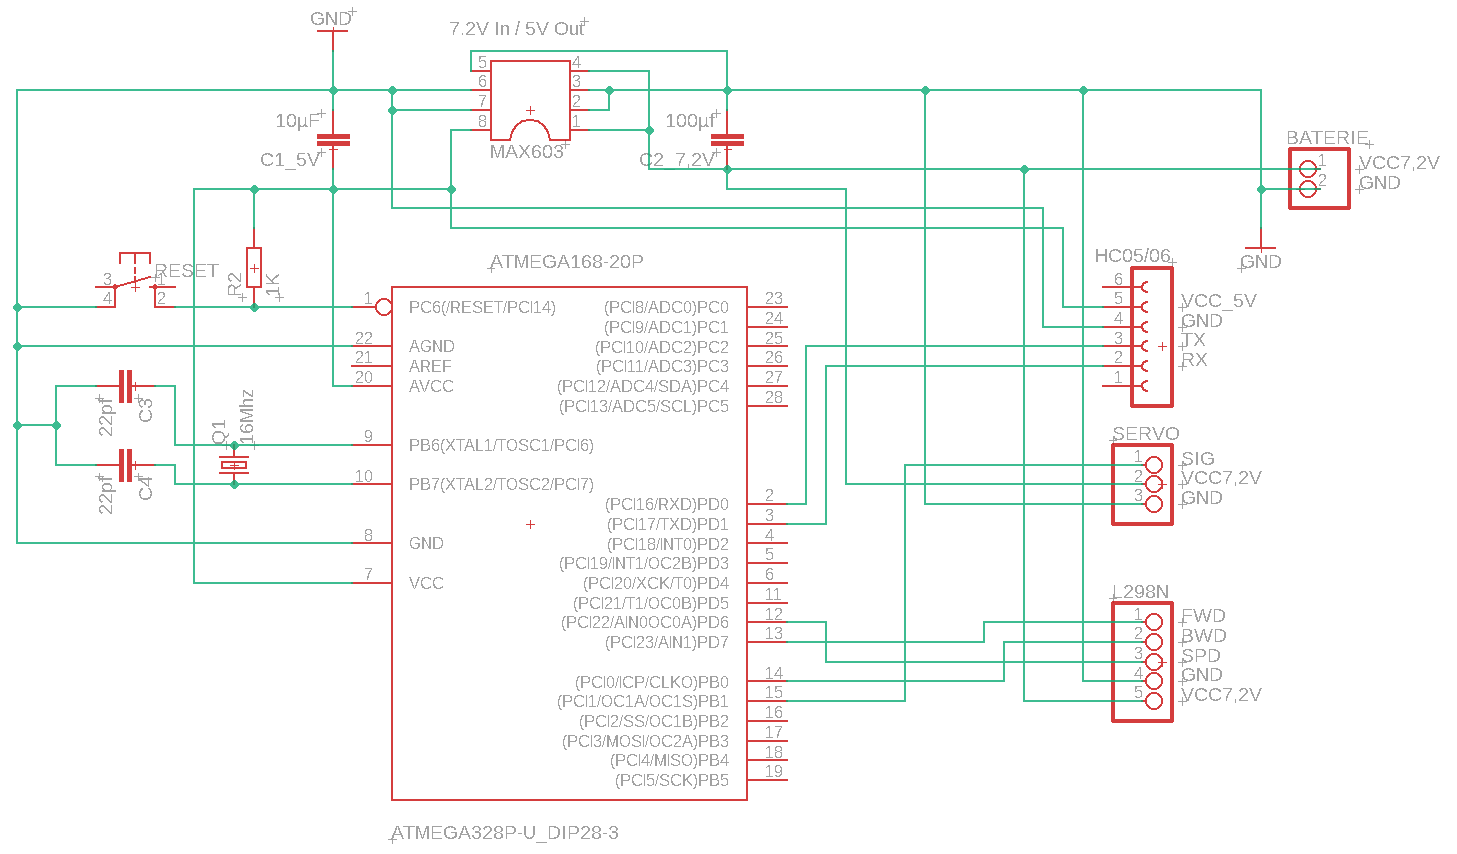 GND
7.2V In / 5V Out
5
6
7
8
4
3
2
1
MAX603
10µF
C1_5V
100µf
C2_7,2V
BATERIE
1
2
VCC7,2V
GND
GND
RESET
3
4
1
2
R2
1K
ATMEGA168-20P
HC05/06
6
5
4
3
2
1
VCC_5V
GND
TX
RX
1
PC6(/RESET/PCI14)
22
AGND
21
AREF
20
AVCC
9
PB6(XTAL1/TOSC1/PCI6)
10
PB7(XTAL2/TOSC2/PCI7)
8
GND
7
VCC
22pf
C3
22pf
C4
Q1
16Mhz
(PCI8/ADC0)PC0
23
(PCI9/ADC1)PC1
24
(PCI10/ADC2)PC2
25
(PCI11/ADC3)PC3
26
(PCI12/ADC4/SDA)PC4
27
(PCI13/ADC5/SCL)PC5
28
(PCI16/RXD)PD0
2
(PCI17/TXD)PD1
3
(PCI18/INT0)PD2
4
(PCI19/INT1/OC2B)PD3
5
(PCI20/XCK/T0)PD4
6
(PCI21/T1/OC0B)PD5
11
(PCI22/AIN0OC0A)PD6
12
(PCI23/AIN1)PD7
13
(PCI0/ICP/CLKO)PB0
14
(PCI1/OC1A/OC1S)PB1
15
(PCI2/SS/OC1B)PB2
16
(PCI3/MOSI/OC2A)PB3
17
(PCI4/MISO)PB4
18
(PCI5/SCK)PB5
19
SERVO
1
2
3
SIG
VCC7,2V
GND
L298N
1
2
3
4
5
FWD
BWD
SPD
GND
VCC7,2V
ATMEGA328P-U_DIP28-3